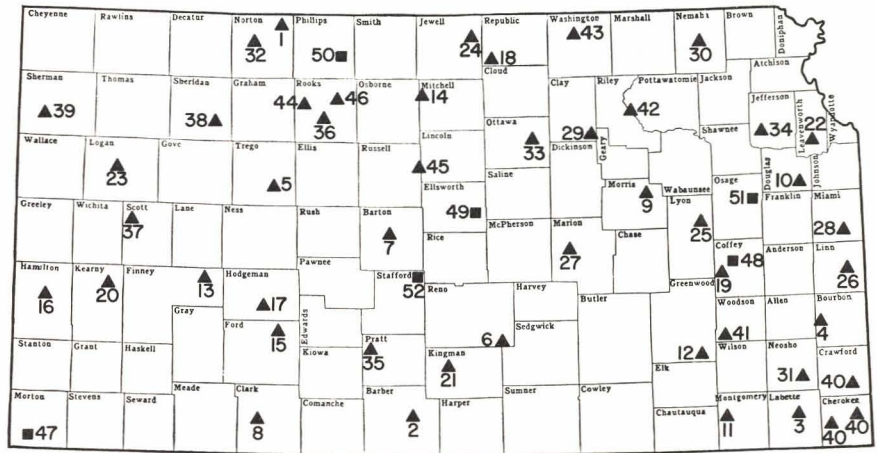 Cheyenne Rawlins Decatur Norton 1 Phillips Smith Jewell Republic Washington Marshall Nemaha Brown Doniphan
32 50 24 18 43 30
Cloud Atchison
Sherman Thomas Sheridan Graham Rooks Osborne Mitchell Clay Riley Pottawatomie Jackson
39 38 44 46 36 14 42 Jefferson Leavenworth Wyandotte
Ottawa 29 34 22
Wallace Logan Gove Trego Ellis Russell Lincoln 33 Dickinson Geary Shawnee
23 5 45 Saline Douglas 10 Johnson
Ellsworth Morris Wabaunsee Osage
49 9 Lyon 51 Franklin Miami
Greeley Wichita Scott Lane Ness Rush Barton McPherson Marion Chase
37 7 Rice 27 25 28
Coffey Anderson Linn
Pawnee 48
Hamilton Kearny Finney Hodgeman Stafford 19 26
16 20 13 17 52 Reno Harvey Butler Greenwood Woodson Allen Bourbon
Gray Ford Edwards 6 Sedgwick 41 4
15 Pratt
Stanton Grant Haskell Kiowa 35 Kingman 12 Wilson Neosho Crawford
21 Elk 31 40
Morton Stevens Seward Meade Clark Comanche Barber Harper Sumner Cowley Chautauqua Montgomery Labette Cherokee
47 8 2 11 3 40 40